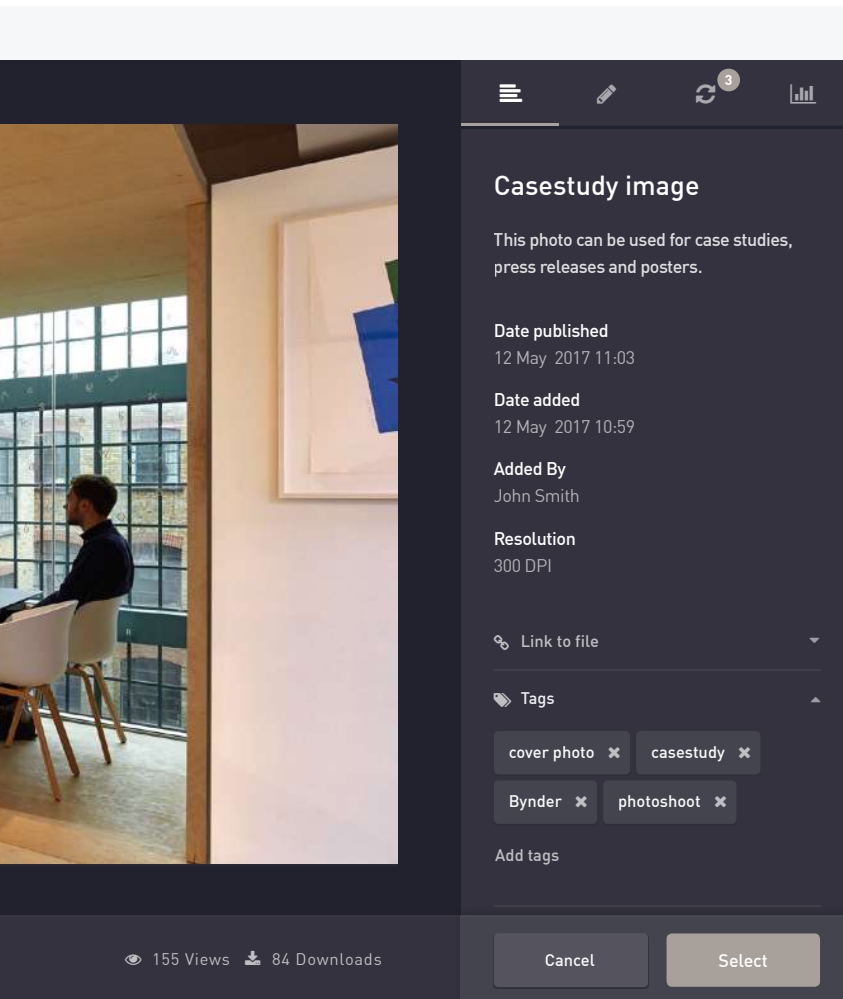 3
Casestudy image
This photo can be used for case studies,
press releases and posters.
Date published
12 May 2017 11:03
Date added
12 May 2017 10:59
Added By
John Smith
Resolution
300 DPI
Link to file
Tags
cover photo
casestudy
Bynder
photoshoot
Add tags
155 Views 84 Downloads
Cancel
Select